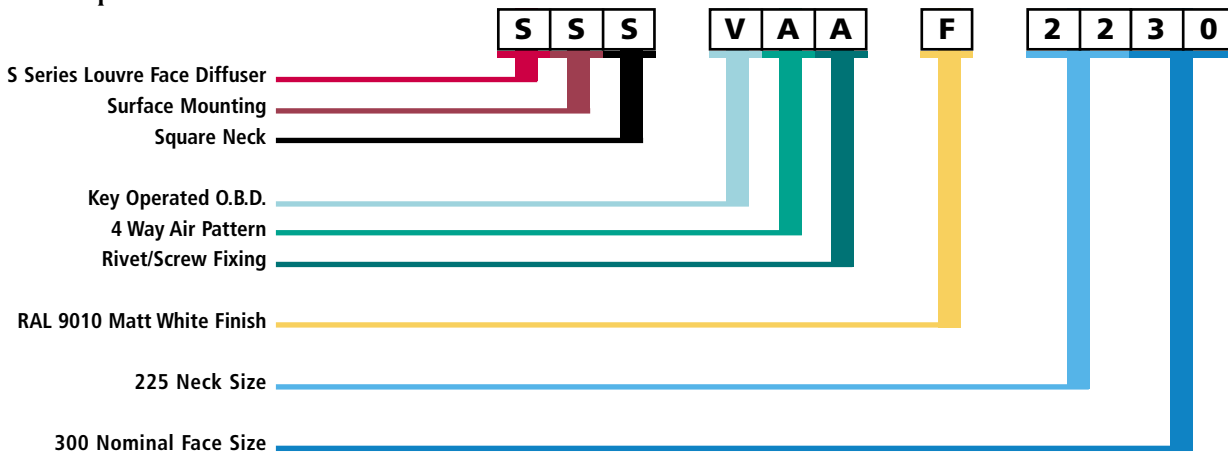 S S S V A A F 2 2 3 0
S Series Louvre Face Diffuser
Surface Mounting
Square Neck
Key Operated O.B.D.
4 Way Air Pattern
Rivet/Screw Fixing
RAL 9010 Matt White Finish
225 Neck Size
300 Nominal Face Size